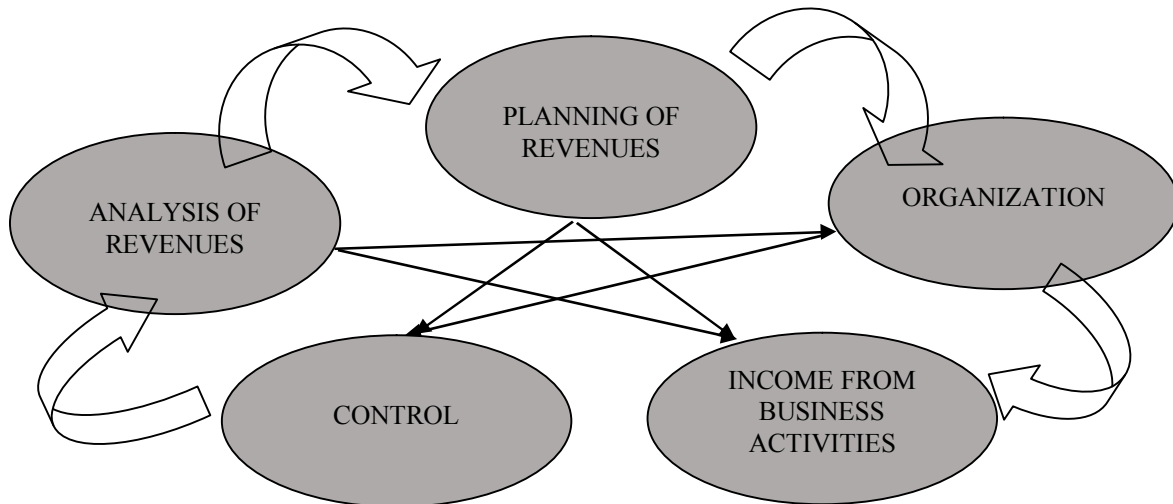 PLANNING OF
REVENUES
ANALYSIS OF
REVENUES
ORGANIZATION
CONTROL
INCOME FROM
BUSINESS
ACTIVITIES